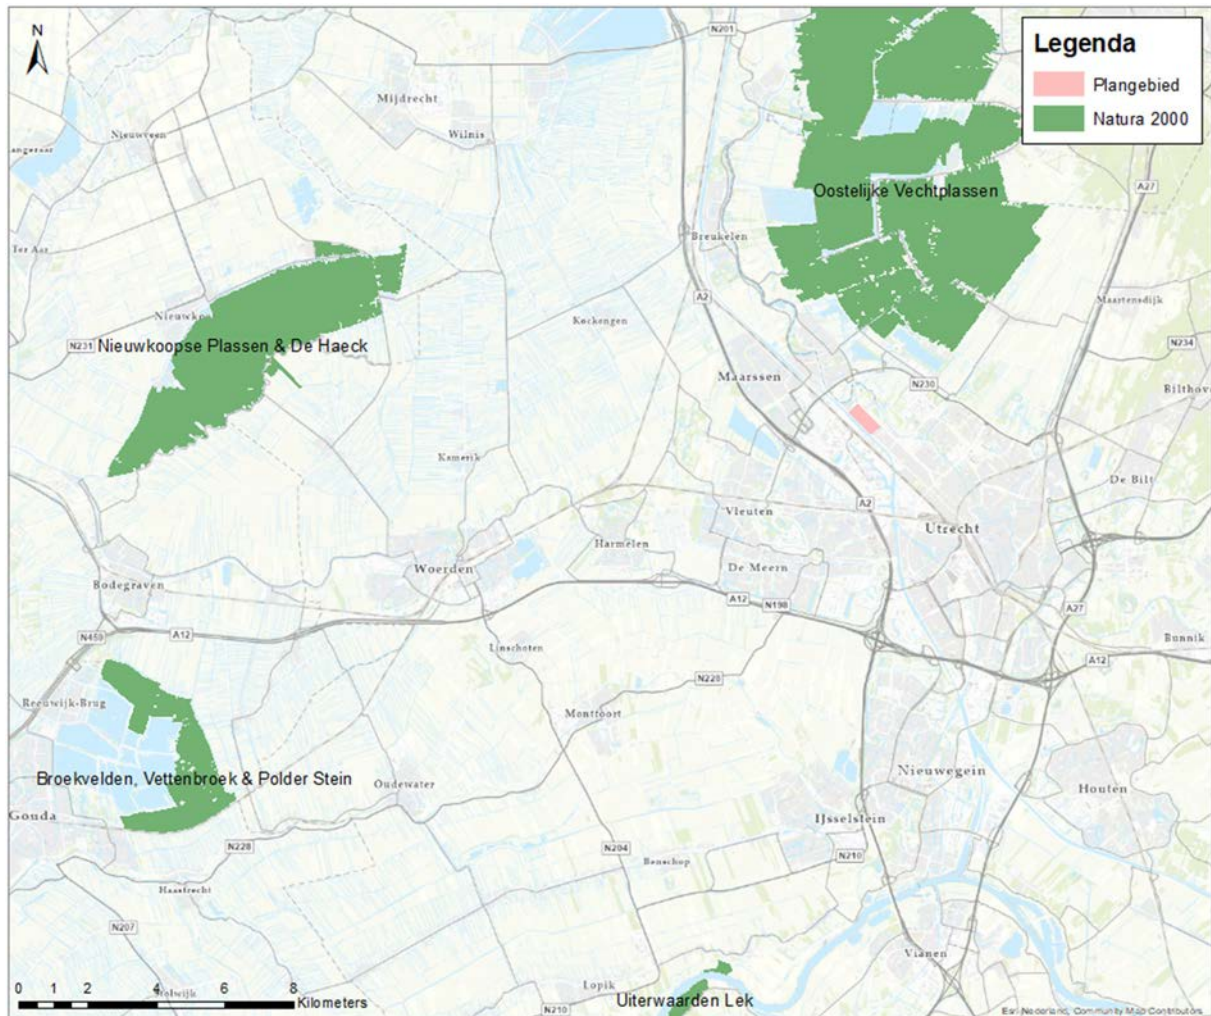 N
N201
Legenda
Plangebied
Natura 2000
Mijdrecht
Nieuwveen
Wilnis
A27
Oostelijke Vechtplassen
Ter Aar
Breukelen
A2
Maartensdijk
Kockengen
N231
Nieuwkoopse Plassen & De Haeck
N234
Maarssen
N230
Kamerik
De Bilt
Vleuten
A2
Utrecht
Harmelen
Woerden
De Meern
Bodegraven
A12
N198
A27
N459
A12
Bunnik
Linschoten
A12
Reeuwijk-Brug
N228
Montfoort
Broekvelden, Vettenbroek & Polder Stein
Oudewater
Nieuwegein
Houten
Gouda
IJsselstein
N228
N204
Benschop
N210
Haastrecht
N207
Vianen
0 1 2 4 6 8
Kilometers
Lopik
Uiterwaarden Lek
N210
Esri Nederland, Community Map Contributors